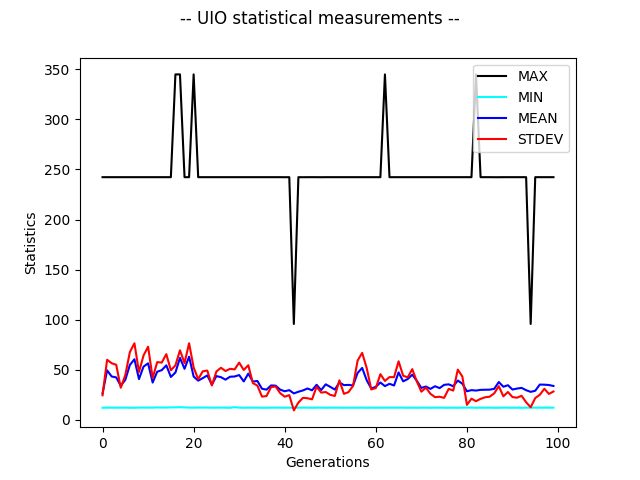 -- UIO statistical measurements --
350
300
250
200
150
100
50
0
Statistics
MAX
MIN
MEAN
STDEV
0 20 40 60 80 100
Generations